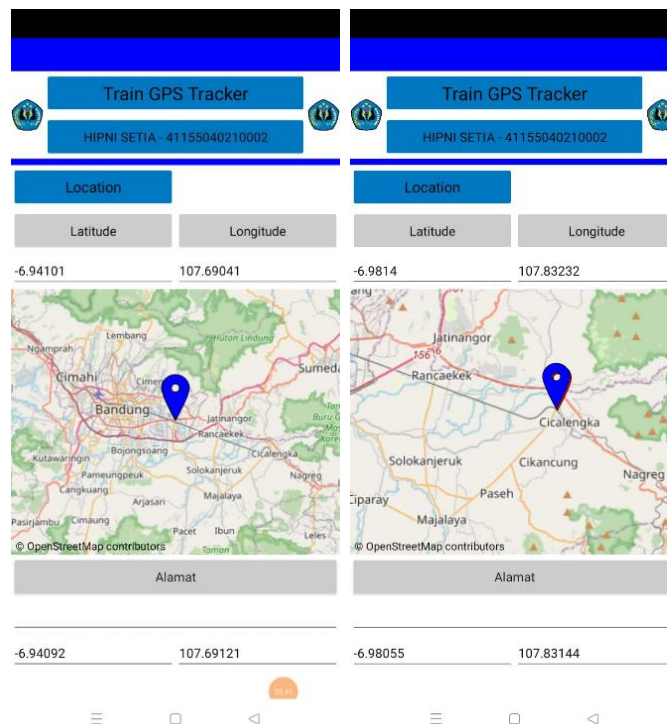 Train GPS Tracker
HIPNI SETIA - 41155040210002
Location
Latitude Longitude
-6.94101 107.69041
Lembang
Hutan Lindung
Ngamprah
Cimahi
Bandung
Jatinangor
Rancaekek
Bojongsoang
Cicalengka
Kutawaringin
Solokanjeruk
Pameungpeuk
Nagreg
Cangkuang
Majalaya
Arjasari
Pasirjambu
Cimaung
Pacet
Ibun
Leles
Taman
© OpenStreetMap contributors
Alamat
-6.94092 107.69121
Train GPS Tracker
HIPNI SETIA - 41155040210002
Location
Latitude Longitude
-6.9814 107.83232
Jatinangor
156
Rancaekek
Cicalengka
Solokanjeruk
Cikancung
Nagreg
Paseh
Ciparay
Majalaya
© OpenStreetMap contributors
Alamat
-6.98055 107.83144